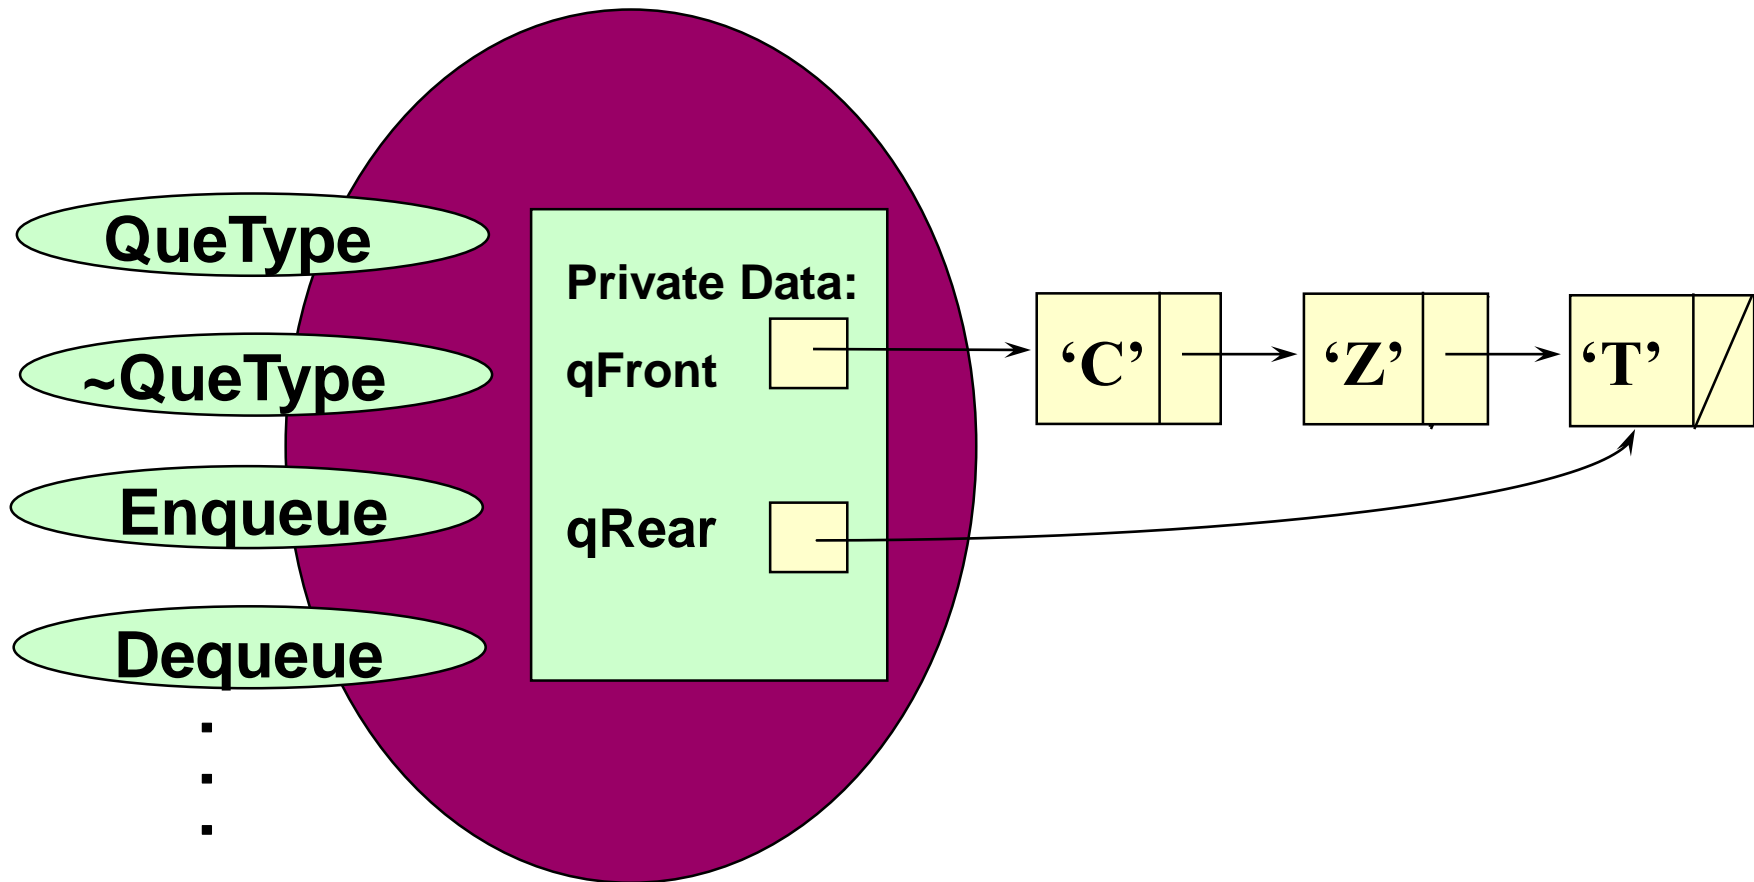 QueType
~QueType
Enqueue
Dequeue
.
.
.
Private Data:
qFront
qRear
‘C’
‘Z’
‘T’